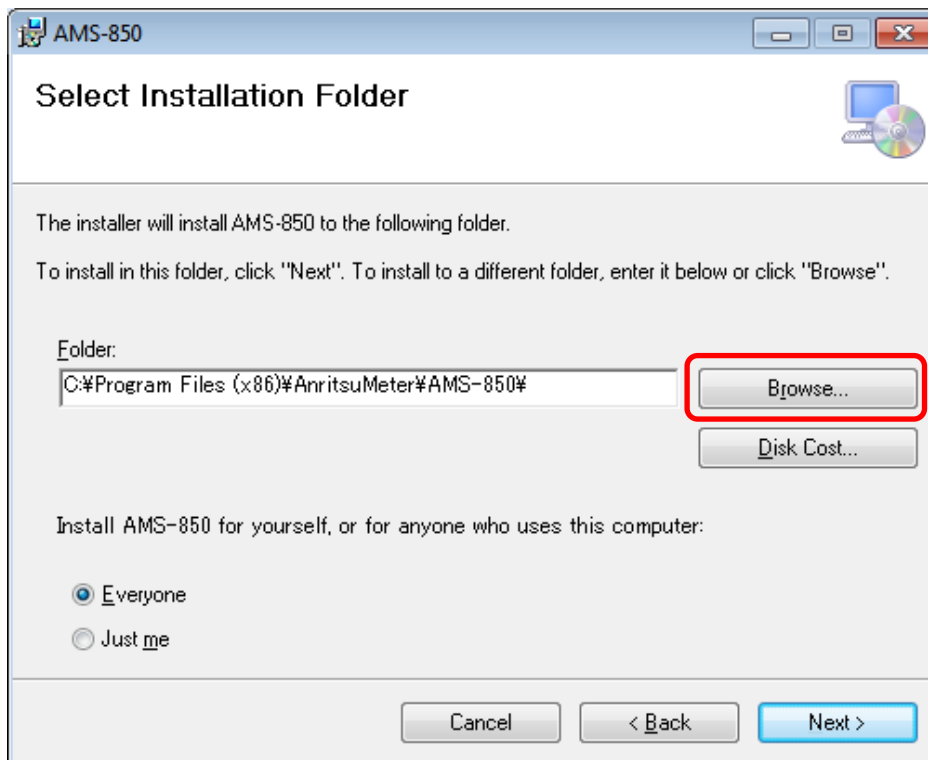 AMS-850
Select Installation Folder
The installer will install AMS-850 to the following folder.
To install in this folder, click "Next". To install to a different folder, enter it below or click "Browse".
Folder:
C:¥Program Files (x86)¥AnritsuMeter¥AMS-850¥
Browse...
Disk Cost...
Install AMS-850 for yourself, or for anyone who uses this computer:
Everyone
Just me
Cancel
< Back
Next >